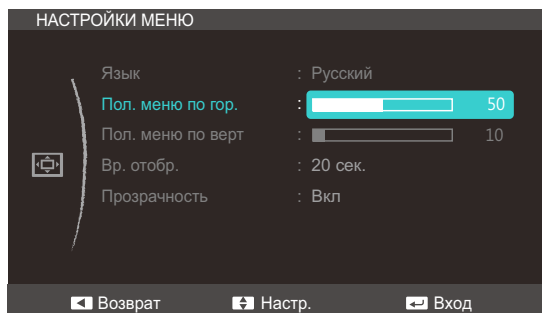 НАСТРОЙКИ МЕНЮ
Язык : Русский
Пол. меню по гор. : 50
Пол. меню по верт : 10
Вр. отобр. : 20 сек.
Прозрачность : Вкл
Возврат Настр. Вход